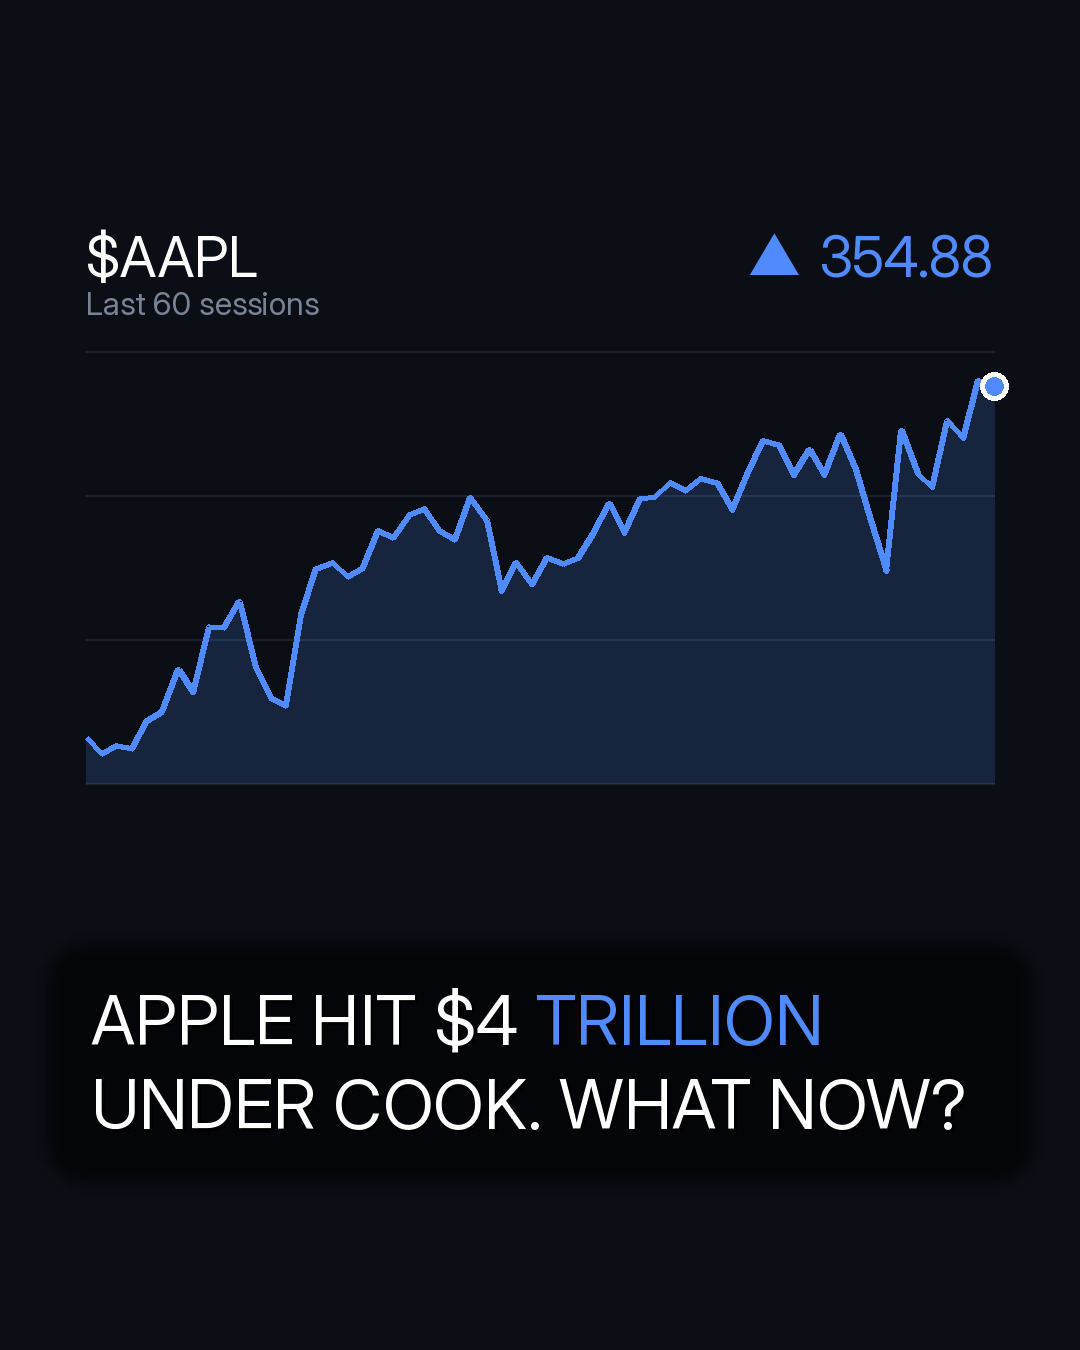 $AAPL
▲ 354.88
Last 60 sessions
APPLE HIT $4 TRILLION
UNDER COOK. WHAT NOW?